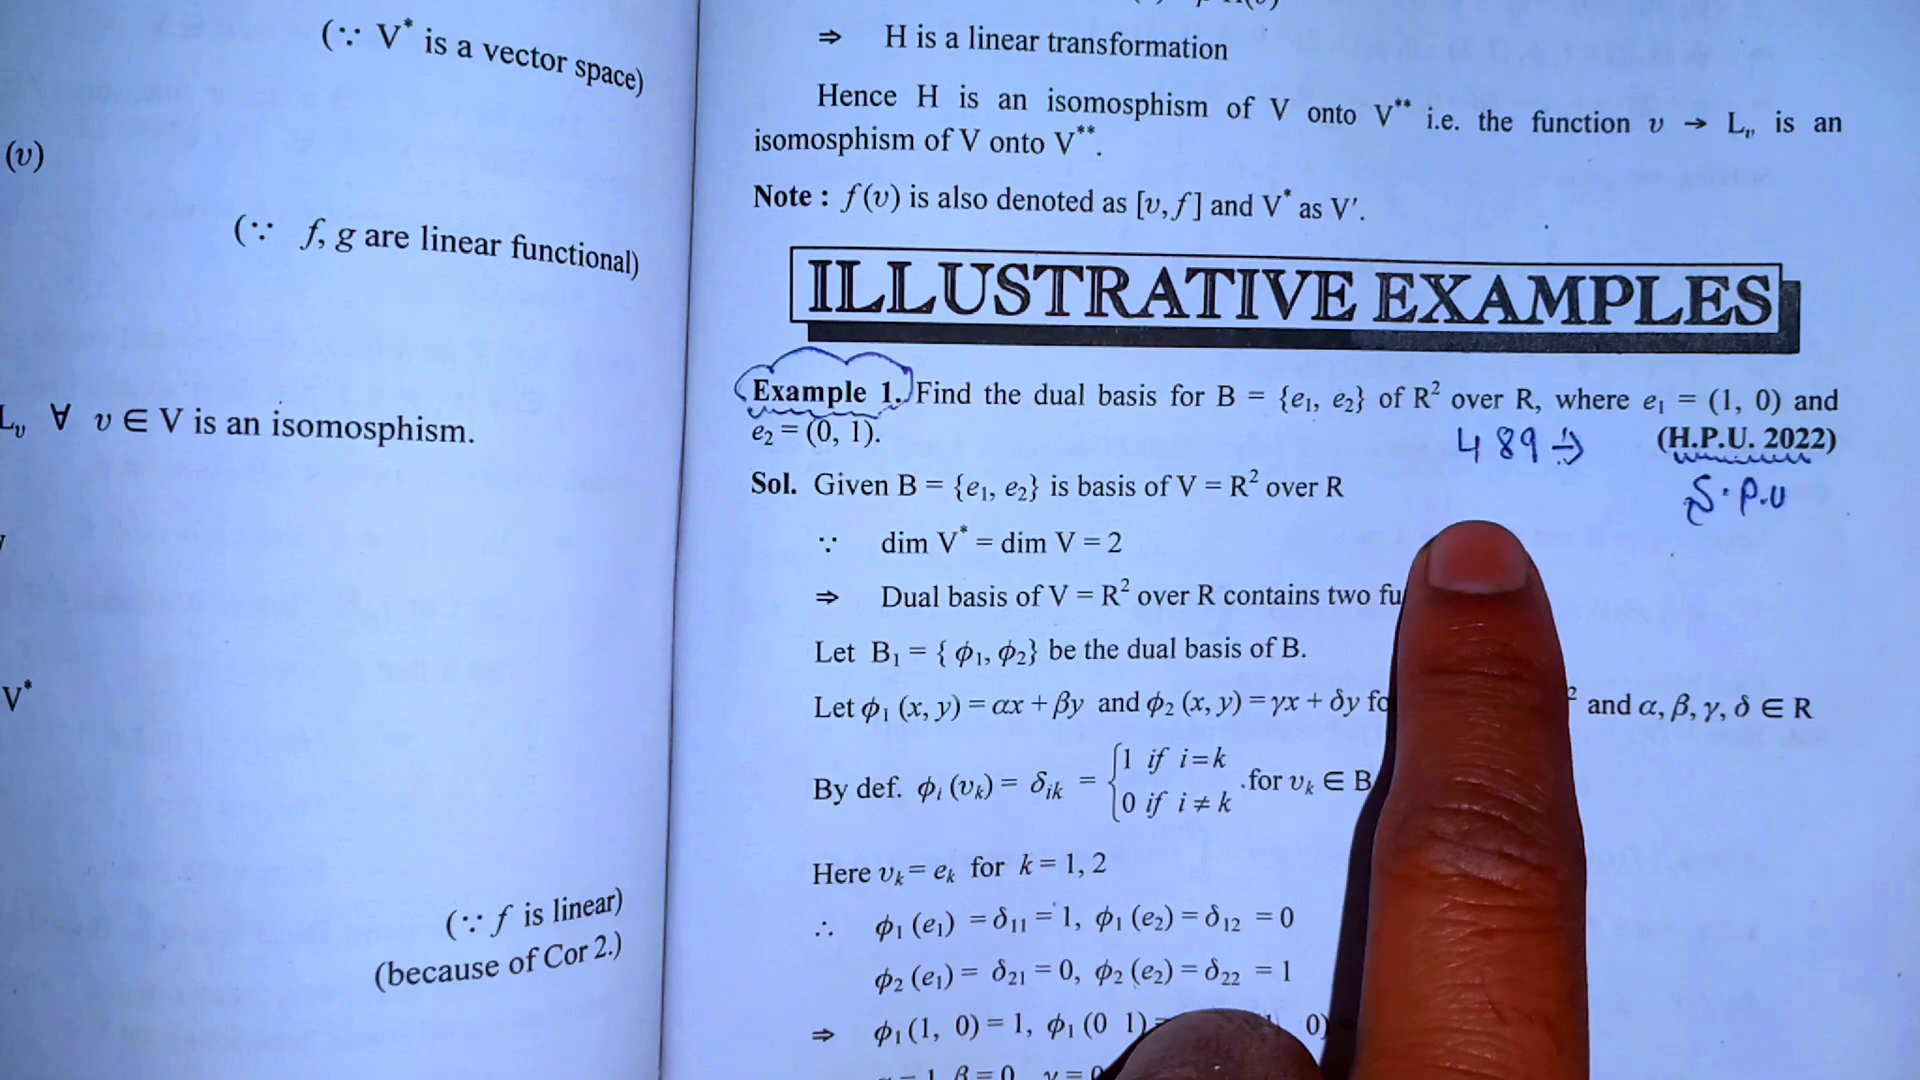 (∵ V* is a vector space)
(v)
(∵ f, g are linear functional)
∀ v ∈ V is an isomosphism.
V*
(∵ f is linear)
(because of Cor 2.)
⇒ H is a linear transformation
Hence H is an isomosphism of V onto V** i.e. the function v → Lᵥ is an
isomosphism of V onto V**.
Note : f (v) is also denoted as [v, f] and V* as V′.
ILLUSTRATIVE EXAMPLES
Example 1. Find the dual basis for B = {e₁, e₂} of R² over R, where e₁ = (1, 0) and
e₂ = (0, 1). 489 → (H.P.U. 2022)
S.P.U
Sol. Given B = {e₁, e₂} is basis of V = R² over R
∵ dim V* = dim V = 2
⇒ Dual basis of V = R² over R contains two
Let B₁ = { ϕ₁, ϕ₂} be the dual basis of B.
Let ϕ₁ (x, y) = αx + βy and ϕ₂ (x, y) = γx + δy and α, β, γ, δ ∈ R
By def. ϕᵢ (vₖ) = δᵢₖ = {1 if i=k
0 if i ≠ k .for vₖ ∈ B
Here vₖ = eₖ for k = 1, 2
∴ ϕ₁ (e₁) = δ₁₁ = 1, ϕ₁ (e₂) = δ₁₂ = 0
ϕ₂ (e₁) = δ₂₁ = 0, ϕ₂ (e₂) = δ₂₂ = 1
⇒ ϕ₁ (1, 0) = 1, ϕ₁ (0 1) = 0)
β = 0